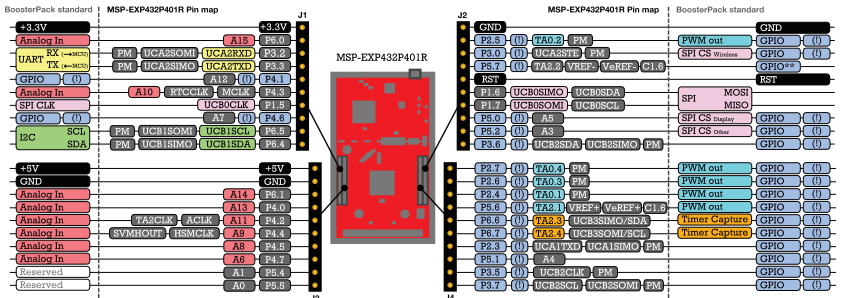 BoosterPack standard MSP-EXP432P401R Pin map MSP-EXP432P401R Pin map BoosterPack standard
J1 J2
MSP-EXP432P401R
+3.3V +3.3V
Analog In A15 P6.0
UART RX (→MCU) PM UCA2SOMI UCA2RXD P3.2
TX (←MCU) PM UCA2SIMO UCA2TXD P3.3
GPIO (!) A12 (!) P4.1
Analog In A10 RTCCLK MCLK P4.3
SPI CLK UCB0CLK P1.5
GPIO (!) A7 (!) P4.6
I2C SCL PM UCB1SOMI UCB1SCL P6.5
SDA PM UCB1SIMO UCB1SDA P6.4
GND GND
P2.5 (!) TA0.2 PM PWM out GPIO (!)
P3.0 (!) UCA2STE PM SPI CS Wireless GPIO (!)
P5.7 (!) TA2.2 VREF- VeREF- C1.6 GPIO**
RST RST
P1.6 UCB0SIMO UCB0SDA SPI MOSI
P1.7 UCB0SOMI UCB0SCL MISO
P5.0 (!) A5 SPI CS Display GPIO (!)
P5.2 (!) A3 SPI CS Other GPIO (!)
P3.6 (!) UCB2SDA UCB2SIMO PM GPIO (!)
+5V +5V
GND GND
Analog In A14 P6.1
Analog In A13 P4.0
Analog In TA2CLK ACLK A11 P4.2
Analog In SVMHOUT HSMCLK A9 P4.4
Analog In A8 P4.5
Analog In A6 P4.7
Reserved A1 P5.4
Reserved A0 P5.5
P2.7 (!) TA0.4 PM PWM out GPIO (!)
P2.6 (!) TA0.3 PM PWM out GPIO (!)
P2.4 (!) TA0.1 PM PWM out GPIO (!)
P5.6 (!) TA2.1 VREF+ VeREF+ C1.6 PWM out GPIO (!)
P6.6 (!) TA2.3 UCB3SIMO/SDA Timer Capture GPIO (!)
P6.7 (!) TA2.4 UCB3SOMI/SCL Timer Capture GPIO (!)
P2.3 (!) UCA1TXD UCA1SIMO PM GPIO (!)
P5.1 (!) A4 GPIO (!)
P3.5 (!) UCB2CLK PM GPIO (!)
P3.7 (!) UCB2SCL UCB2SOMI PM GPIO (!)
J3 J4